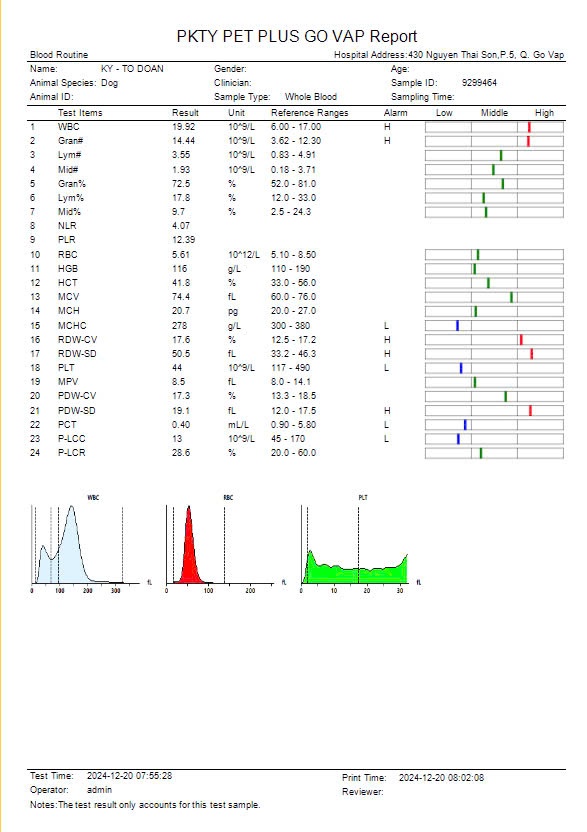 PKTY PET PLUS GO VAP Report
Blood Routine Hospital Address:430 Nguyen Thai Son,P.5, Q. Go Vap
Name: KY - TO DOAN Gender: Age:
Animal Species: Dog Clinician: Sample ID: 9299464
Animal ID: Sample Type: Whole Blood Sampling Time:
Test Items Result Unit Reference Ranges Alarm Low Middle High
1 WBC 19.92 10^9/L 6.00 - 17.00 H
2 Gran# 14.44 10^9/L 3.62 - 12.30 H
3 Lym# 3.55 10^9/L 0.83 - 4.91
4 Mid# 1.93 10^9/L 0.18 - 3.71
5 Gran% 72.5 % 52.0 - 81.0
6 Lym% 17.8 % 12.0 - 33.0
7 Mid% 9.7 % 2.5 - 24.3
8 NLR 4.07
9 PLR 12.39
10 RBC 5.61 10^12/L 5.10 - 8.50
11 HGB 116 g/L 110 - 190
12 HCT 41.8 % 33.0 - 56.0
13 MCV 74.4 fL 60.0 - 76.0
14 MCH 20.7 pg 20.0 - 27.0
15 MCHC 278 g/L 300 - 380 L
16 RDW-CV 17.6 % 12.5 - 17.2 H
17 RDW-SD 50.5 fL 33.2 - 46.3 H
18 PLT 44 10^9/L 117 - 490 L
19 MPV 8.5 fL 8.0 - 14.1
20 PDW-CV 17.3 % 13.3 - 18.5
21 PDW-SD 19.1 fL 12.0 - 17.5 H
22 PCT 0.40 mL/L 0.90 - 5.80 L
23 P-LCC 13 10^9/L 45 - 170 L
24 P-LCR 28.6 % 20.0 - 60.0
WBC RBC PLT
0 100 200 300 fL 0 100 200 fL 0 10 20 30 fL
Test Time: 2024-12-20 07:55:28 Print Time: 2024-12-20 08:02:08
Operator: admin Reviewer:
Notes:The test result only accounts for this test sample.